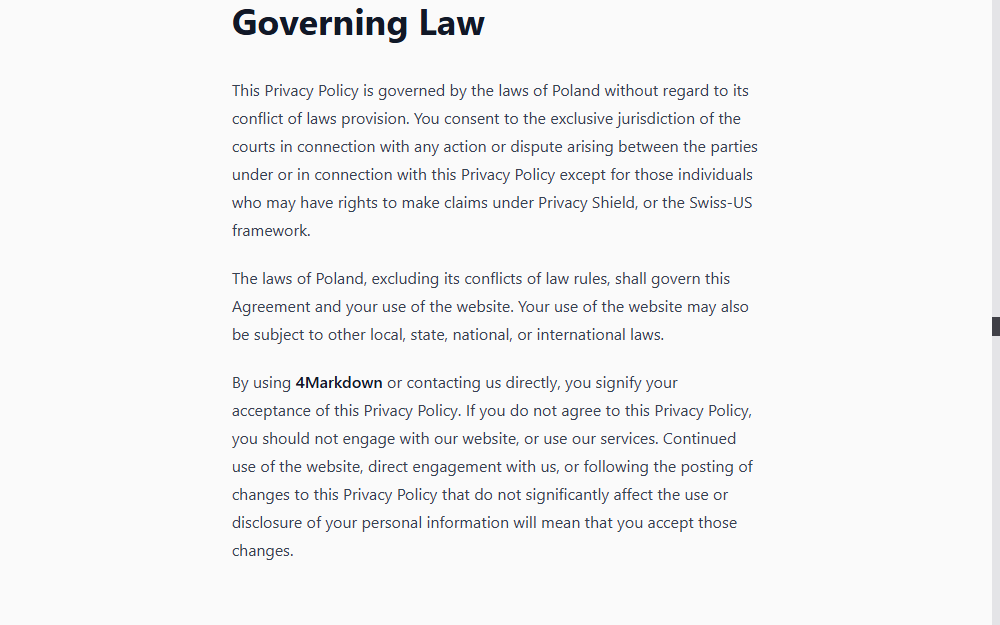 Governing Law
This Privacy Policy is governed by the laws of Poland without regard to its
conflict of laws provision. You consent to the exclusive jurisdiction of the
courts in connection with any action or dispute arising between the parties
under or in connection with this Privacy Policy except for those individuals
who may have rights to make claims under Privacy Shield, or the Swiss-US
framework.
The laws of Poland, excluding its conflicts of law rules, shall govern this
Agreement and your use of the website. Your use of the website may also
be subject to other local, state, national, or international laws.
By using 4Markdown or contacting us directly, you signify your
acceptance of this Privacy Policy. If you do not agree to this Privacy Policy,
you should not engage with our website, or use our services. Continued
use of the website, direct engagement with us, or following the posting of
changes to this Privacy Policy that do not significantly affect the use or
disclosure of your personal information will mean that you accept those
changes.